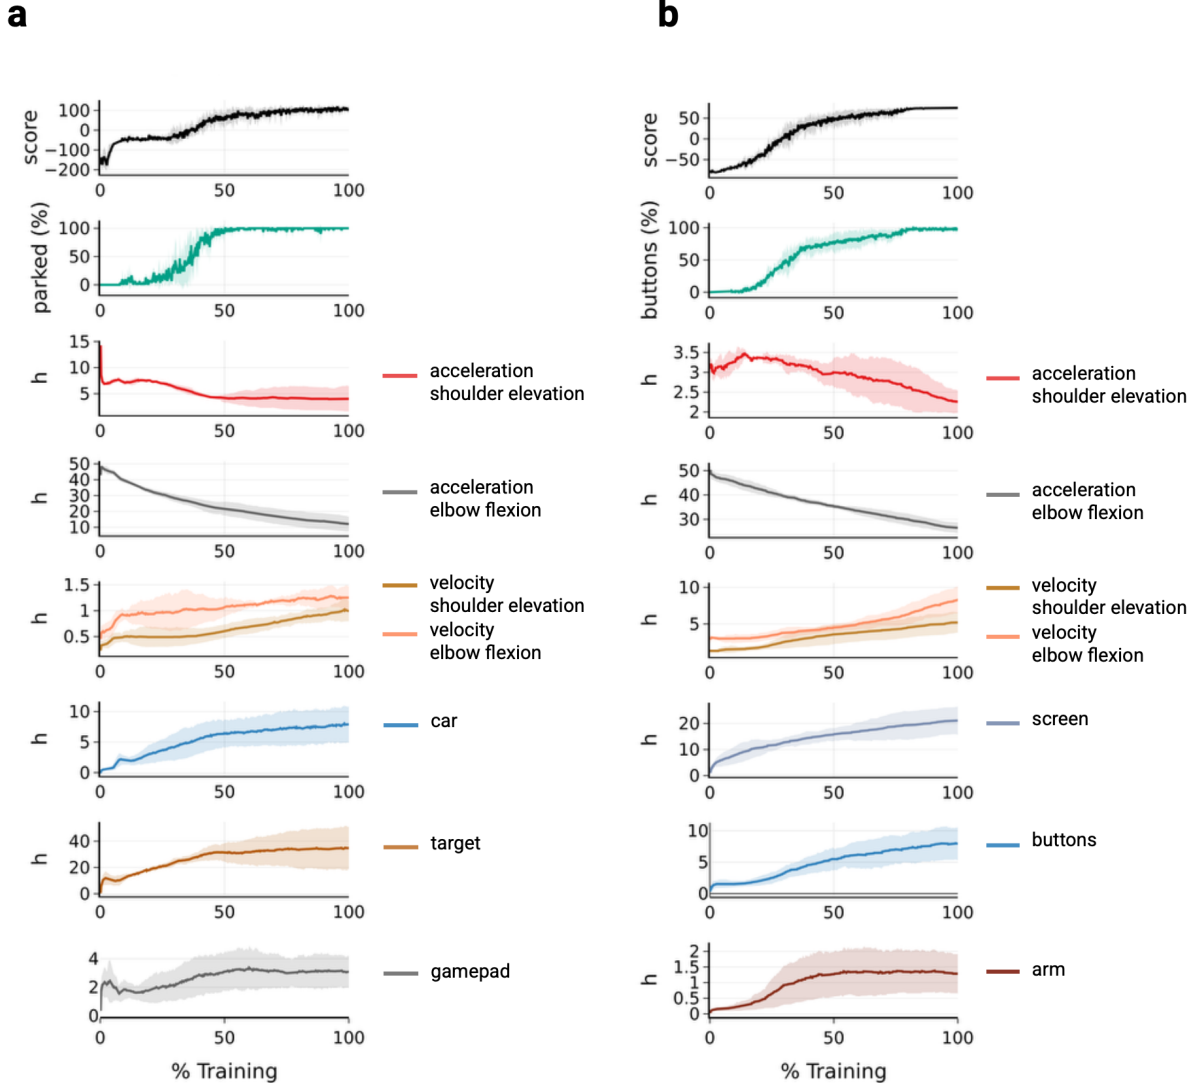 a
score
100
0
−100
−200
0 50 100
parked (%)
100
50
0
0 50 100
h
15
10
5
0 50 100
acceleration
shoulder elevation
h
50
40
30
20
10
0 50 100
acceleration
elbow flexion
h
1.5
1
0.5
0 50 100
velocity
shoulder elevation
velocity
elbow flexion
h
10
5
0
0 50 100
car
h
40
20
0
0 50 100
target
4
2
0
0 50 100
gamepad
% Training
b
score
50
0
−50
0 50 100
buttons (%)
100
50
0
0 50 100
h
3.5
3
2.5
2
0 50 100
acceleration
shoulder elevation
h
50
40
30
0 50 100
acceleration
elbow flexion
h
10
5
0 50 100
velocity
shoulder elevation
velocity
elbow flexion
h
20
10
0
0 50 100
screen
h
10
5
0
0 50 100
buttons
h
2
1.5
1
0.5
0
0 50 100
arm
% Training